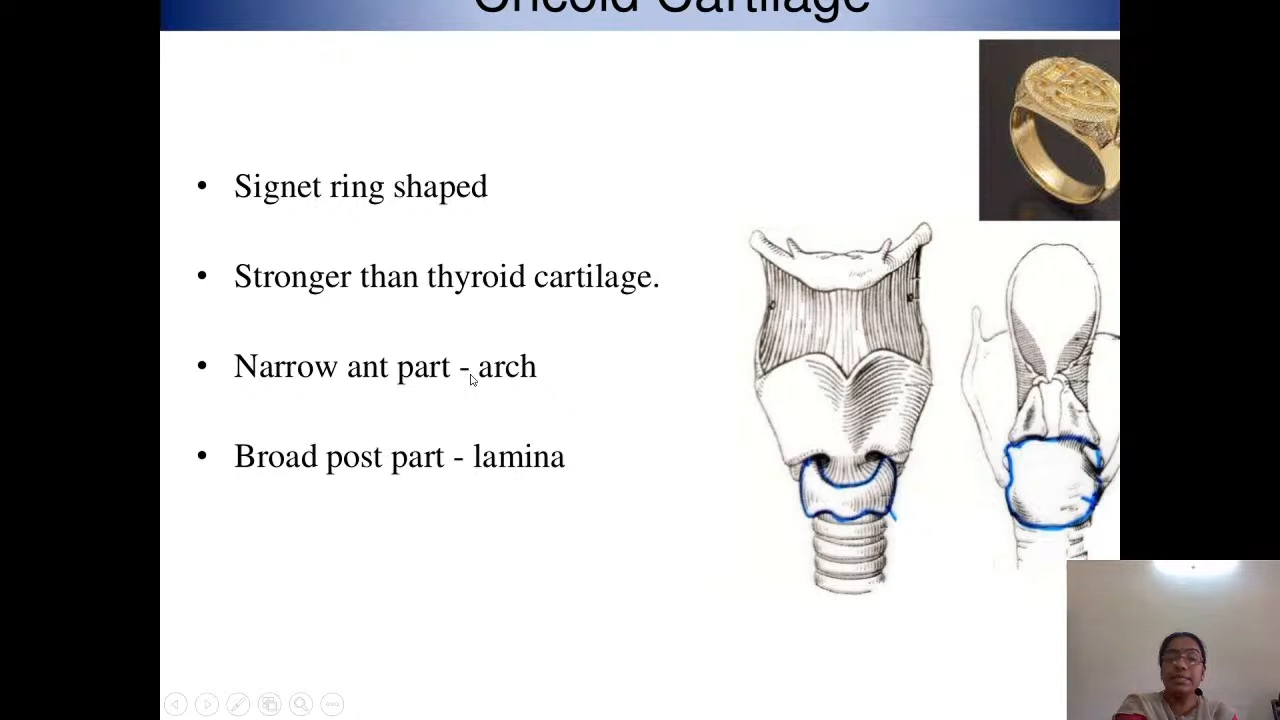 Cricoid Cartilage
• Signet ring shaped
• Stronger than thyroid cartilage.
• Narrow ant part - arch
• Broad post part - lamina